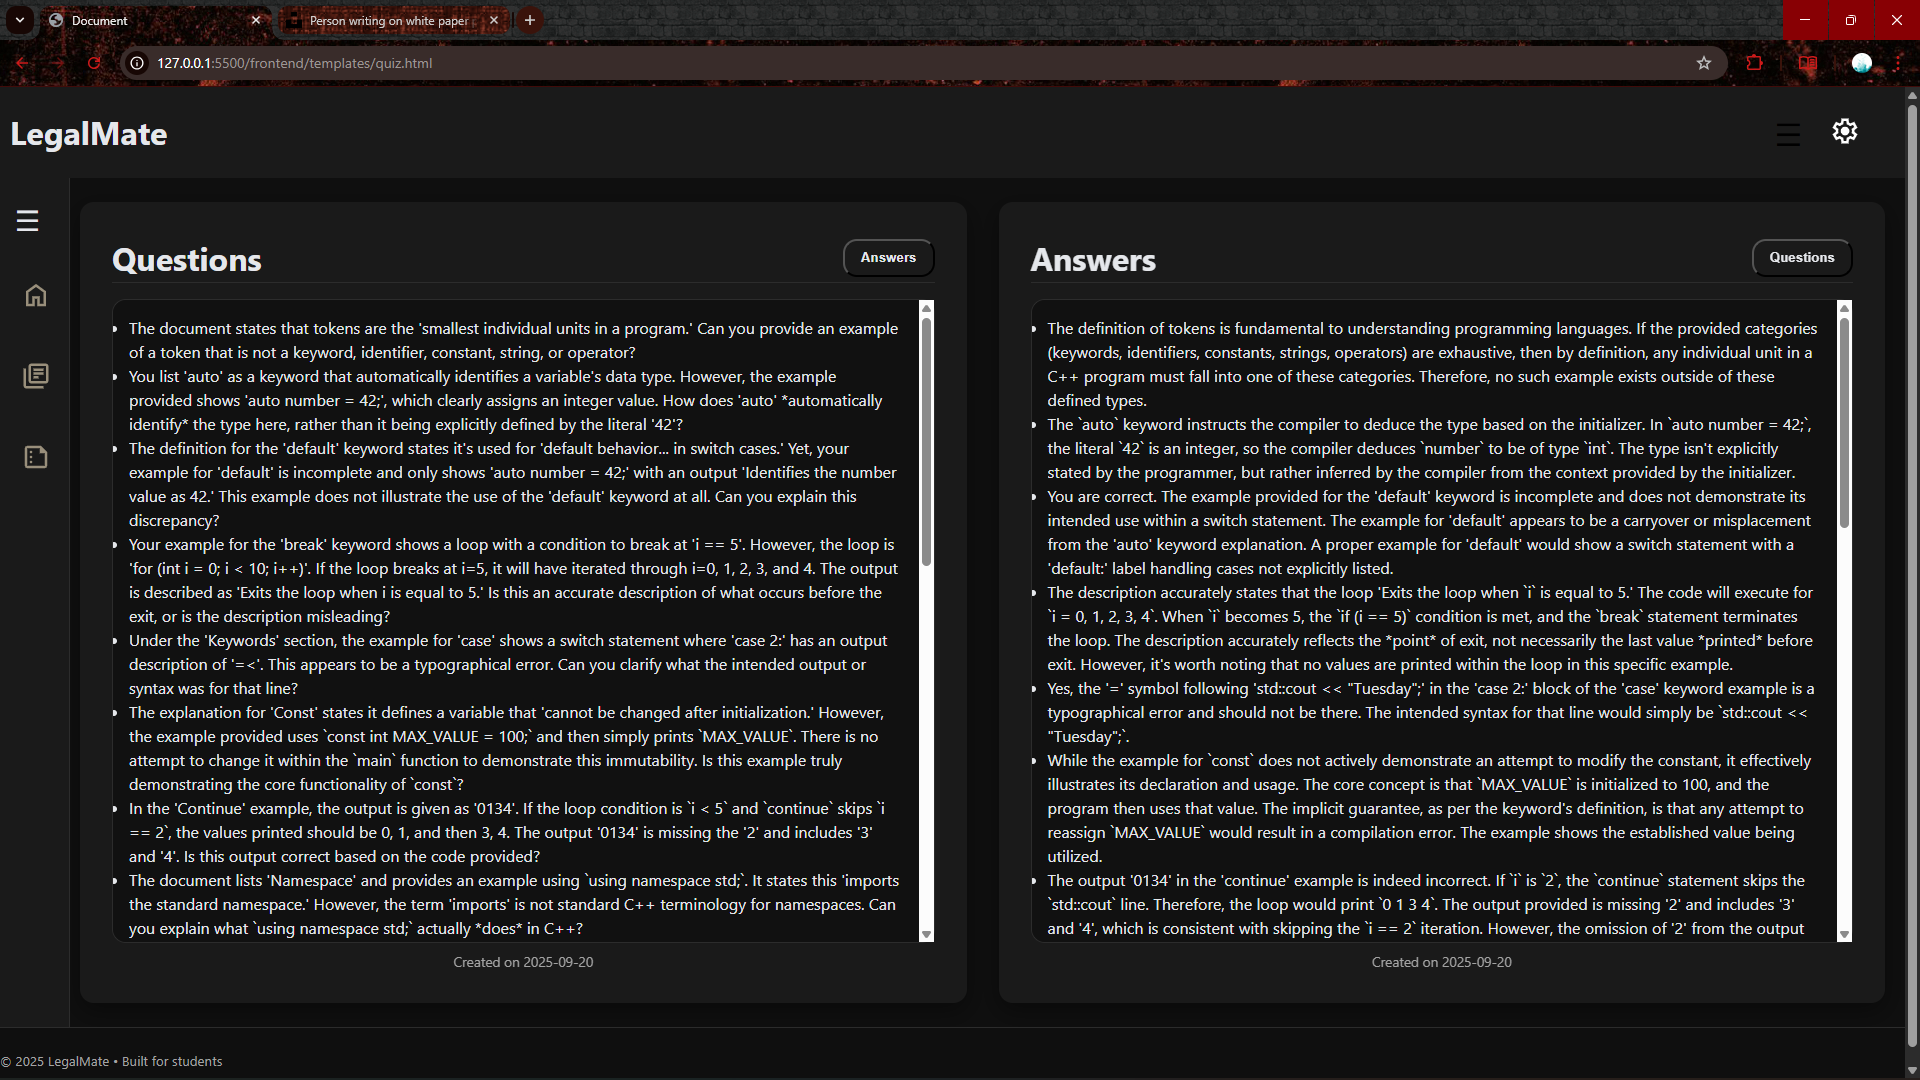 Document
Person writing on white paper
127.0.0.1:5500/frontend/templates/quiz.html
LegalMate
Questions
Answers
The document states that tokens are the 'smallest individual units in a program.' Can you provide an example
of a token that is not a keyword, identifier, constant, string, or operator?
You list 'auto' as a keyword that automatically identifies a variable's data type. However, the example
provided shows 'auto number = 42;', which clearly assigns an integer value. How does 'auto' *automatically
identify* the type here, rather than it being explicitly defined by the literal '42'?
The definition for the 'default' keyword states it's used for 'default behavior... in switch cases.' Yet, your
example for 'default' is incomplete and only shows 'auto number = 42;' with an output 'Identifies the number
value as 42.' This example does not illustrate the use of the 'default' keyword at all. Can you explain this
discrepancy?
Your example for the 'break' keyword shows a loop with a condition to break at 'i == 5'. However, the loop is
'for (int i = 0; i < 10; i++)'. If the loop breaks at i=5, it will have iterated through i=0, 1, 2, 3, and 4. The output
is described as 'Exits the loop when i is equal to 5.' Is this an accurate description of what occurs before the
exit, or is the description misleading?
Under the 'Keywords' section, the example for 'case' shows a switch statement where 'case 2:' has an output
description of '=<'. This appears to be a typographical error. Can you clarify what the intended output or
syntax was for that line?
The explanation for 'Const' states it defines a variable that 'cannot be changed after initialization.' However,
the example provided uses `const int MAX_VALUE = 100;` and then simply prints `MAX_VALUE`. There is no
attempt to change it within the `main` function to demonstrate this immutability. Is this example truly
demonstrating the core functionality of `const`?
In the 'Continue' example, the output is given as '0134'. If the loop condition is `i < 5` and `continue` skips `i
== 2`, the values printed should be 0, 1, and then 3, 4. The output '0134' is missing the '2' and includes '3'
and '4'. Is this output correct based on the code provided?
The document lists 'Namespace' and provides an example using `using namespace std;`. It states this 'imports
the standard namespace.' However, the term 'imports' is not standard C++ terminology for namespaces. Can
you explain what `using namespace std;` actually *does* in C++?
Created on 2025-09-20
Answers
Questions
The definition of tokens is fundamental to understanding programming languages. If the provided categories
(keywords, identifiers, constants, strings, operators) are exhaustive, then by definition, any individual unit in a
C++ program must fall into one of these categories. Therefore, no such example exists outside of these
defined types.
The `auto` keyword instructs the compiler to deduce the type based on the initializer. In `auto number = 42;`,
the literal `42` is an integer, so the compiler deduces `number` to be of type `int`. The type isn't explicitly
stated by the programmer, but rather inferred by the compiler from the context provided by the initializer.
You are correct. The example provided for the 'default' keyword is incomplete and does not demonstrate its
intended use within a switch statement. The example for 'default' appears to be a carryover or misplacement
from the 'auto' keyword explanation. A proper example for 'default' would show a switch statement with a
'default:' label handling cases not explicitly listed.
The description accurately states that the loop 'Exits the loop when `i` is equal to 5.' The code will execute for
`i = 0, 1, 2, 3, 4`. When `i` becomes 5, the `if (i == 5)` condition is met, and the `break` statement terminates
the loop. The description accurately reflects the *point* of exit, not necessarily the last value *printed* before
exit. However, it's worth noting that no values are printed within the loop in this specific example.
Yes, the '=' symbol following 'std::cout << "Tuesday";' in the 'case 2:' block of the 'case' keyword example is a
typographical error and should not be there. The intended syntax for that line would simply be `std::cout <<
"Tuesday";`.
While the example for `const` does not actively demonstrate an attempt to modify the constant, it effectively
illustrates its declaration and usage. The core concept is that `MAX_VALUE` is initialized to 100, and the
program then uses that value. The implicit guarantee, as per the keyword's definition, is that any attempt to
reassign `MAX_VALUE` would result in a compilation error. The example shows the established value being
utilized.
The output '0134' in the 'continue' example is indeed incorrect. If `i` is `2`, the `continue` statement skips the
`std::cout` line. Therefore, the loop would print `0 1 3 4`. The output provided is missing '2' and includes '3'
and '4', which is consistent with skipping the `i == 2` iteration. However, the omission of '2' from the output
Created on 2025-09-20
© 2025 LegalMate • Built for students